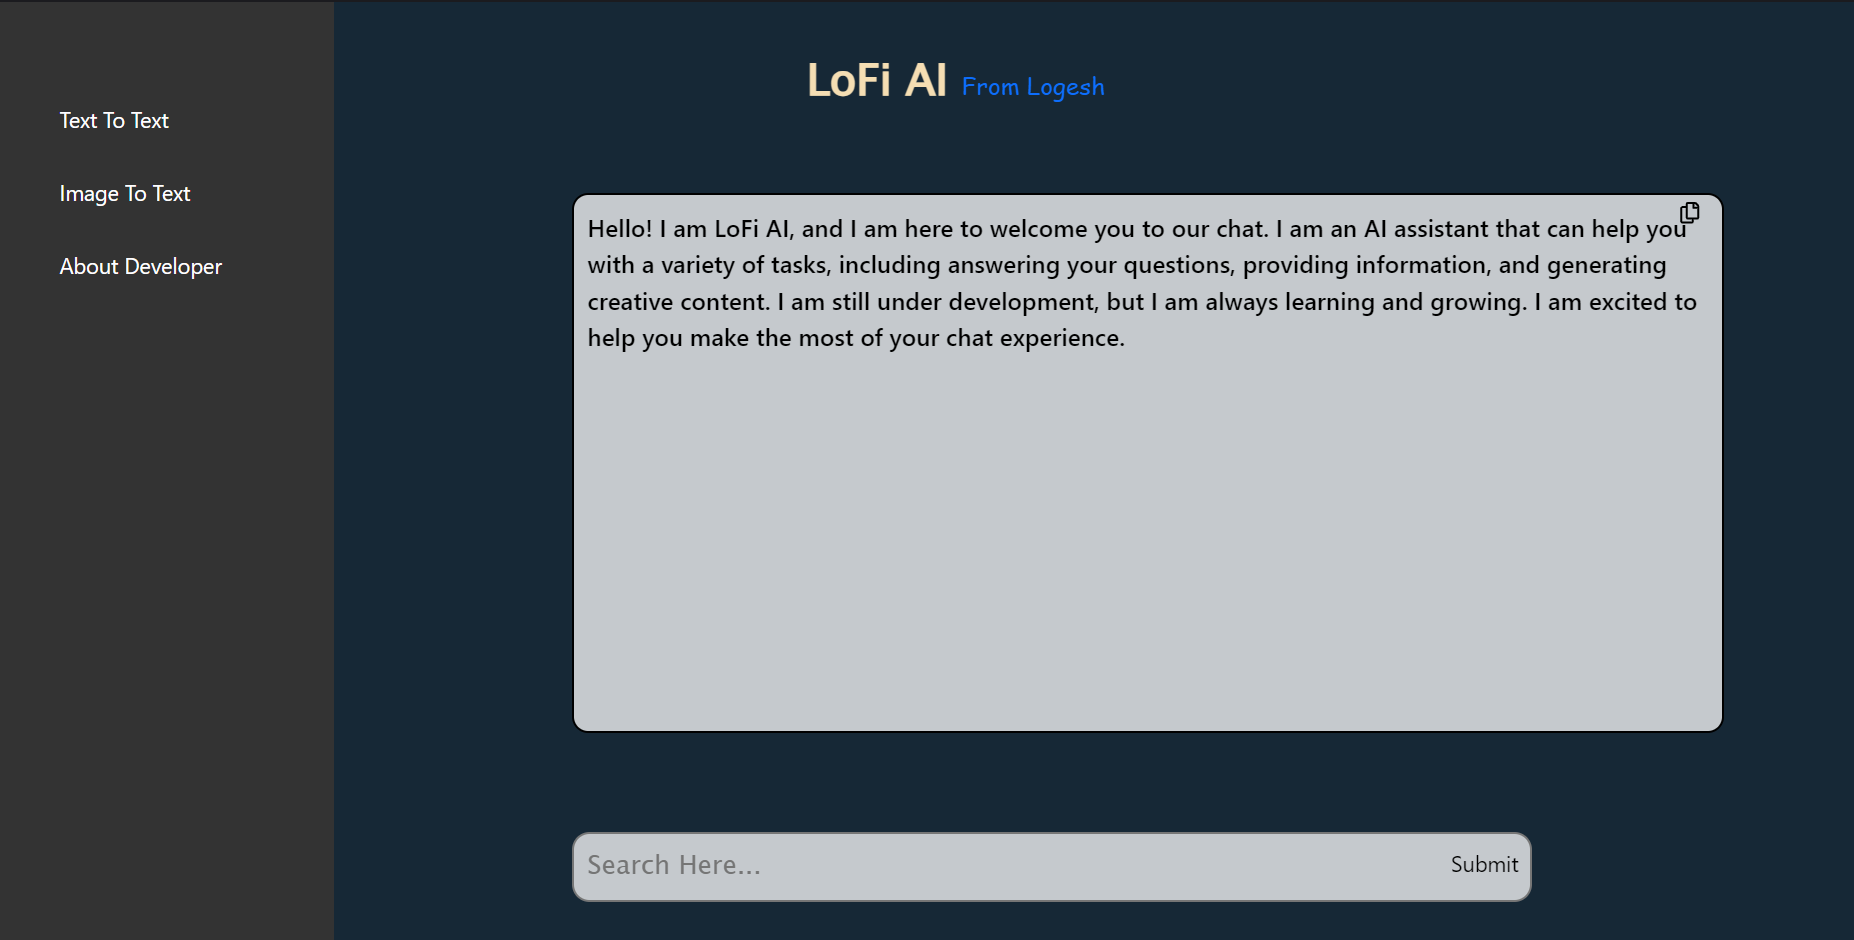 Text To Text
Image To Text
About Developer
LoFi AI From Logesh
Hello! I am LoFi AI, and I am here to welcome you to our chat. I am an AI assistant that can help you
with a variety of tasks, including answering your questions, providing information, and generating
creative content. I am still under development, but I am always learning and growing. I am excited to
help you make the most of your chat experience.
Search Here... Submit